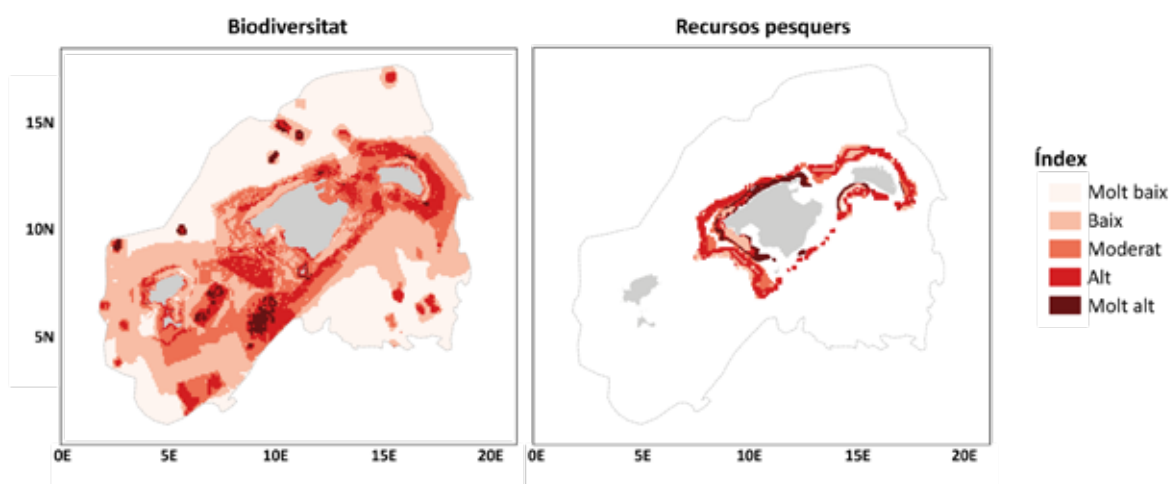 Biodiversitat
Recursos pesquers
15N
10N
5N
0E 5E 10E 15E 20E
0E 5E 10E 15E 20E
Índex
Molt baix
Baix
Moderat
Alt
Molt alt